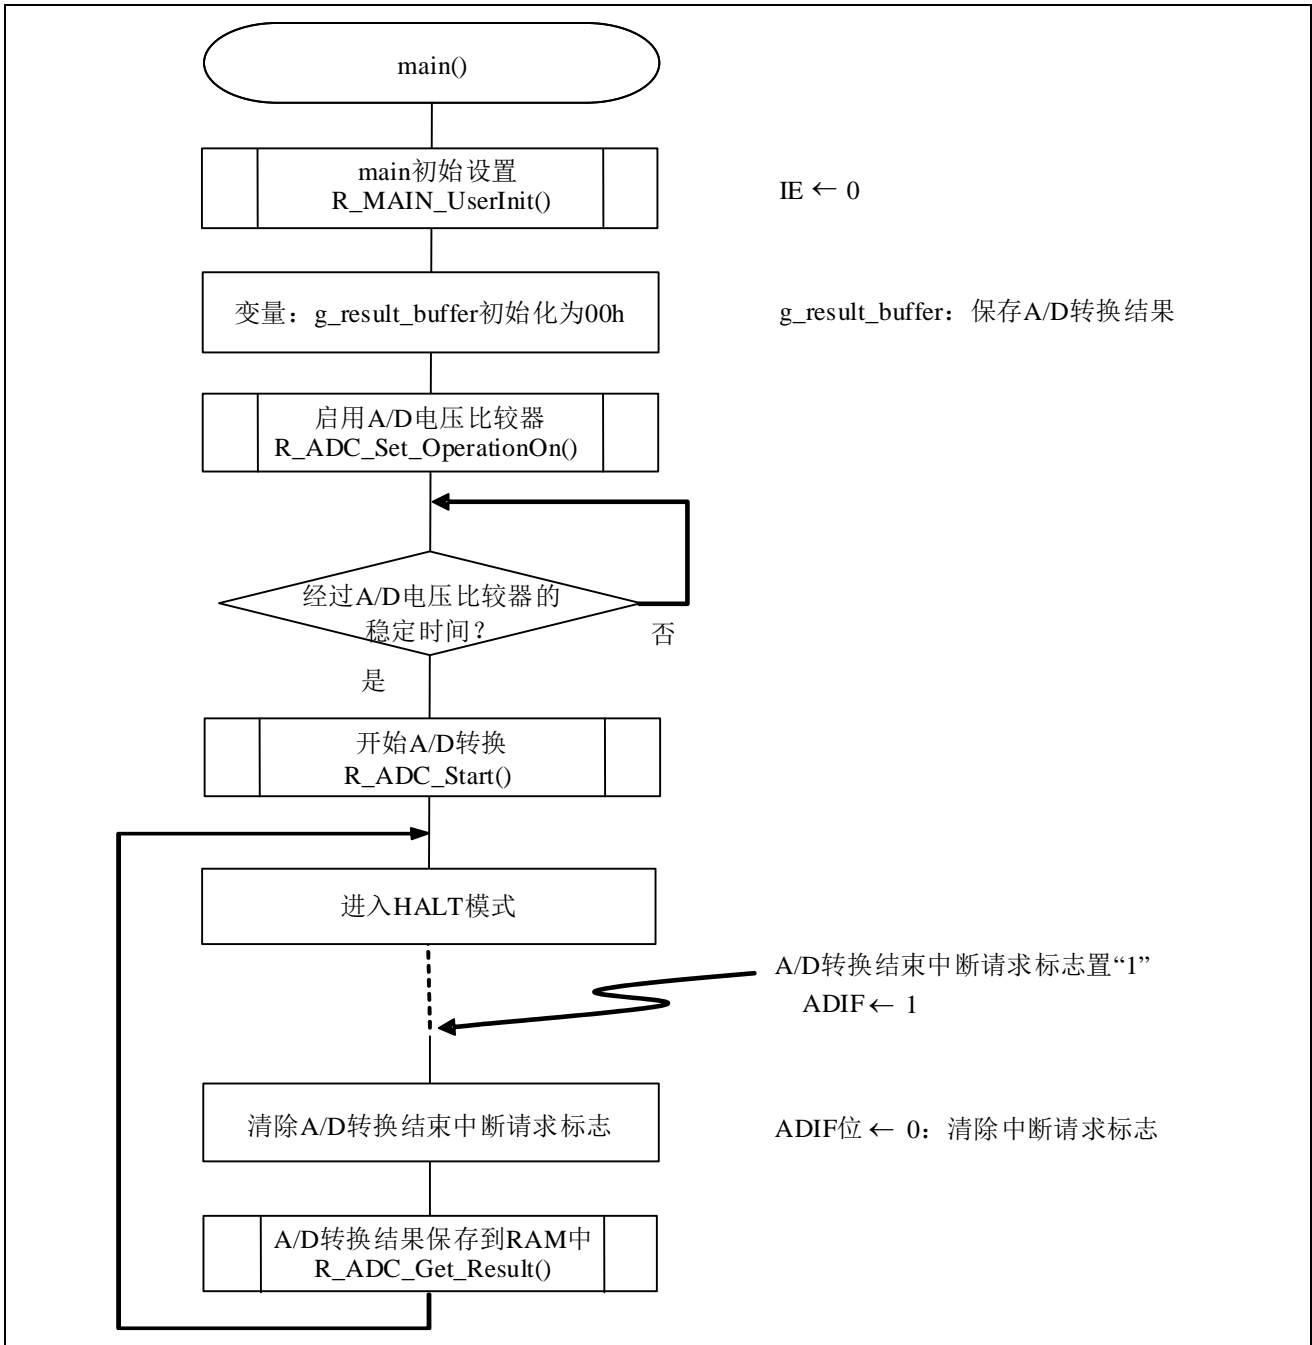 main()
main初始设置
R_MAIN_UserInit()
IE ← 0
变量：g_result_buffer初始化为00h
g_result_buffer：保存A/D转换结果
启用A/D电压比较器
R_ADC_Set_OperationOn()
经过A/D电压比较器的
稳定时间？
否
是
开始A/D转换
R_ADC_Start()
进入HALT模式
A/D转换结束中断请求标志置“1”
ADIF← 1
清除A/D转换结束中断请求标志
ADIF位 ← 0：清除中断请求标志
A/D转换结果保存到RAM中
R_ADC_Get_Result()